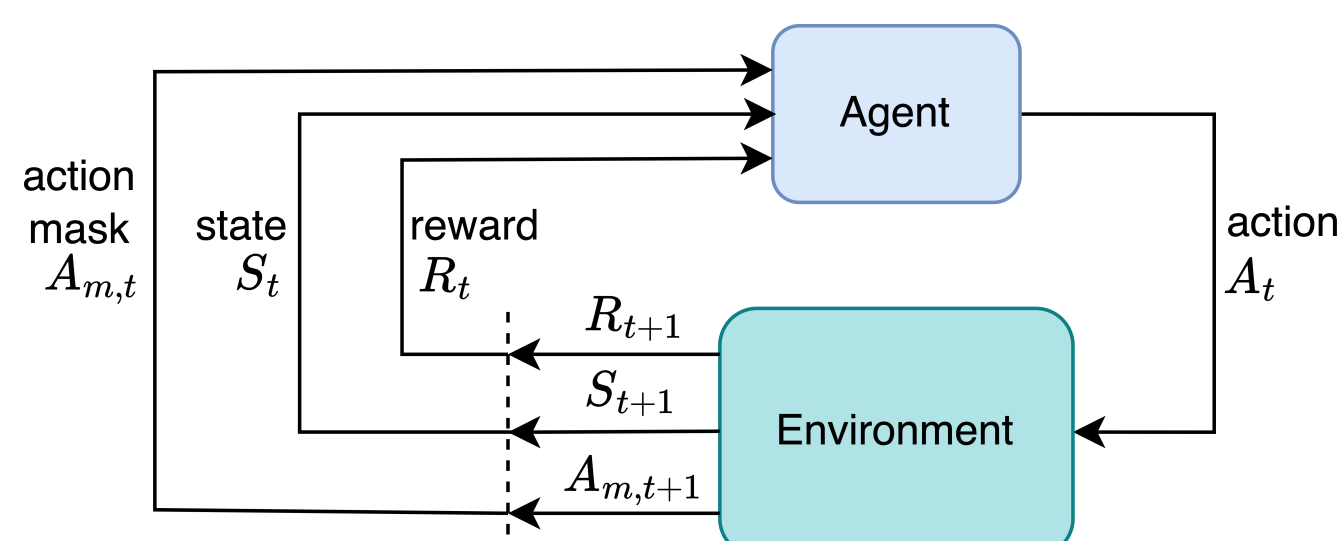 Agent
action
mask
A_{m,t}
state
S_t
reward
R_t
action
A_t
R_{t+1}
S_{t+1}
A_{m,t+1}
Environment